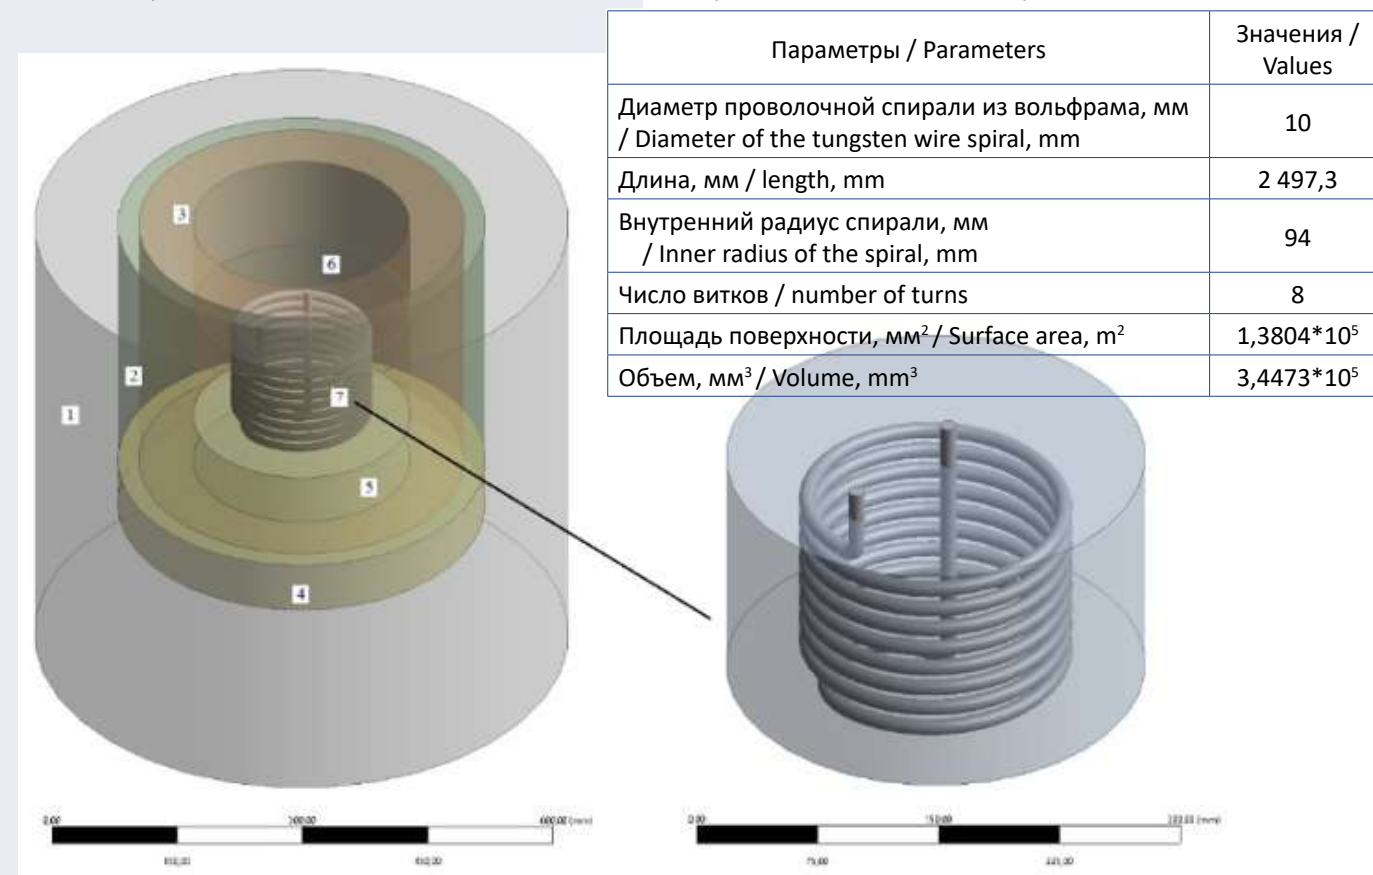 Параметры / Parameters
Значения /
Values
Диаметр проволочной спирали из вольфрама, мм
/ Diameter of the tungsten wire spiral, mm
10
Длина, мм / length, mm
2 497,3
Внутренний радиус спирали, мм
/ Inner radius of the spiral, mm
94
Число витков / number of turns
8
Площадь поверхности, мм² / Surface area, m²
1,3804*10⁵
Объем, мм³ / Volume, mm³
3,4473*10⁵
3
6
2
7
1
5
4
0,00
600,00 (mm)
0,00
150,00
75,00
225,00